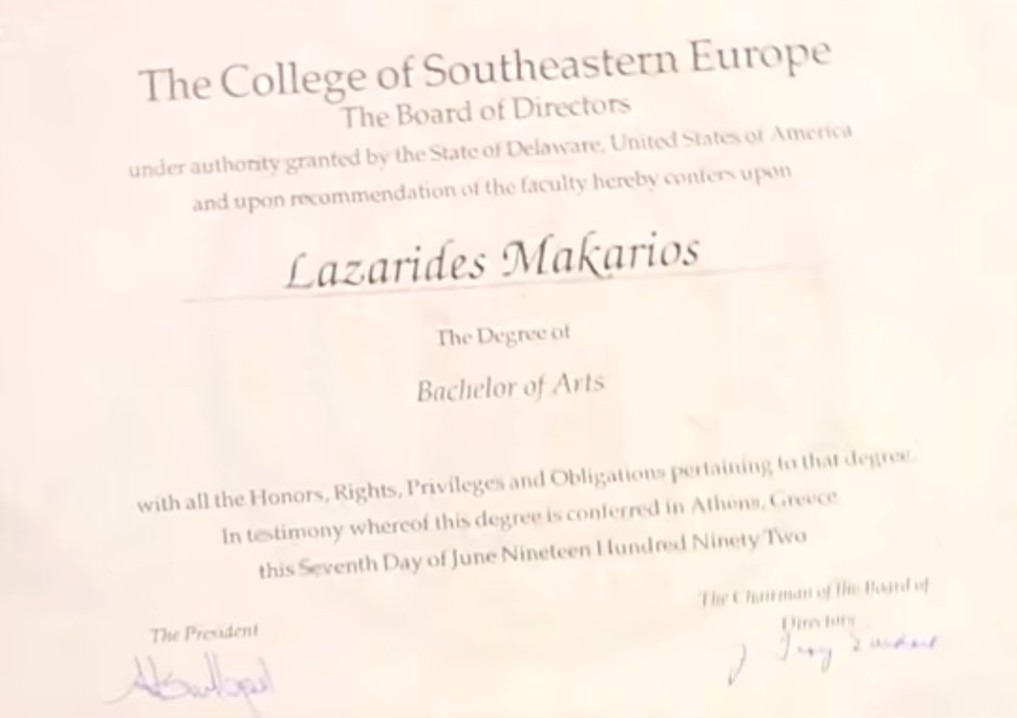 The College of Southeastern Europe
The Board of Directors
under authority granted by the State of Delaware, United States of America
and upon recommendation of the faculty hereby confers upon
Lazarides Makarios
The Degree of
Bachelor of Arts
with all the Honors, Rights, Privileges and Obligations pertaining to that degree.
In testimony whereof this degree is conferred in Athens, Greece
this Seventh Day of June Nineteen Hundred Ninety Two
The Chairman of the Board of
Directors
The President